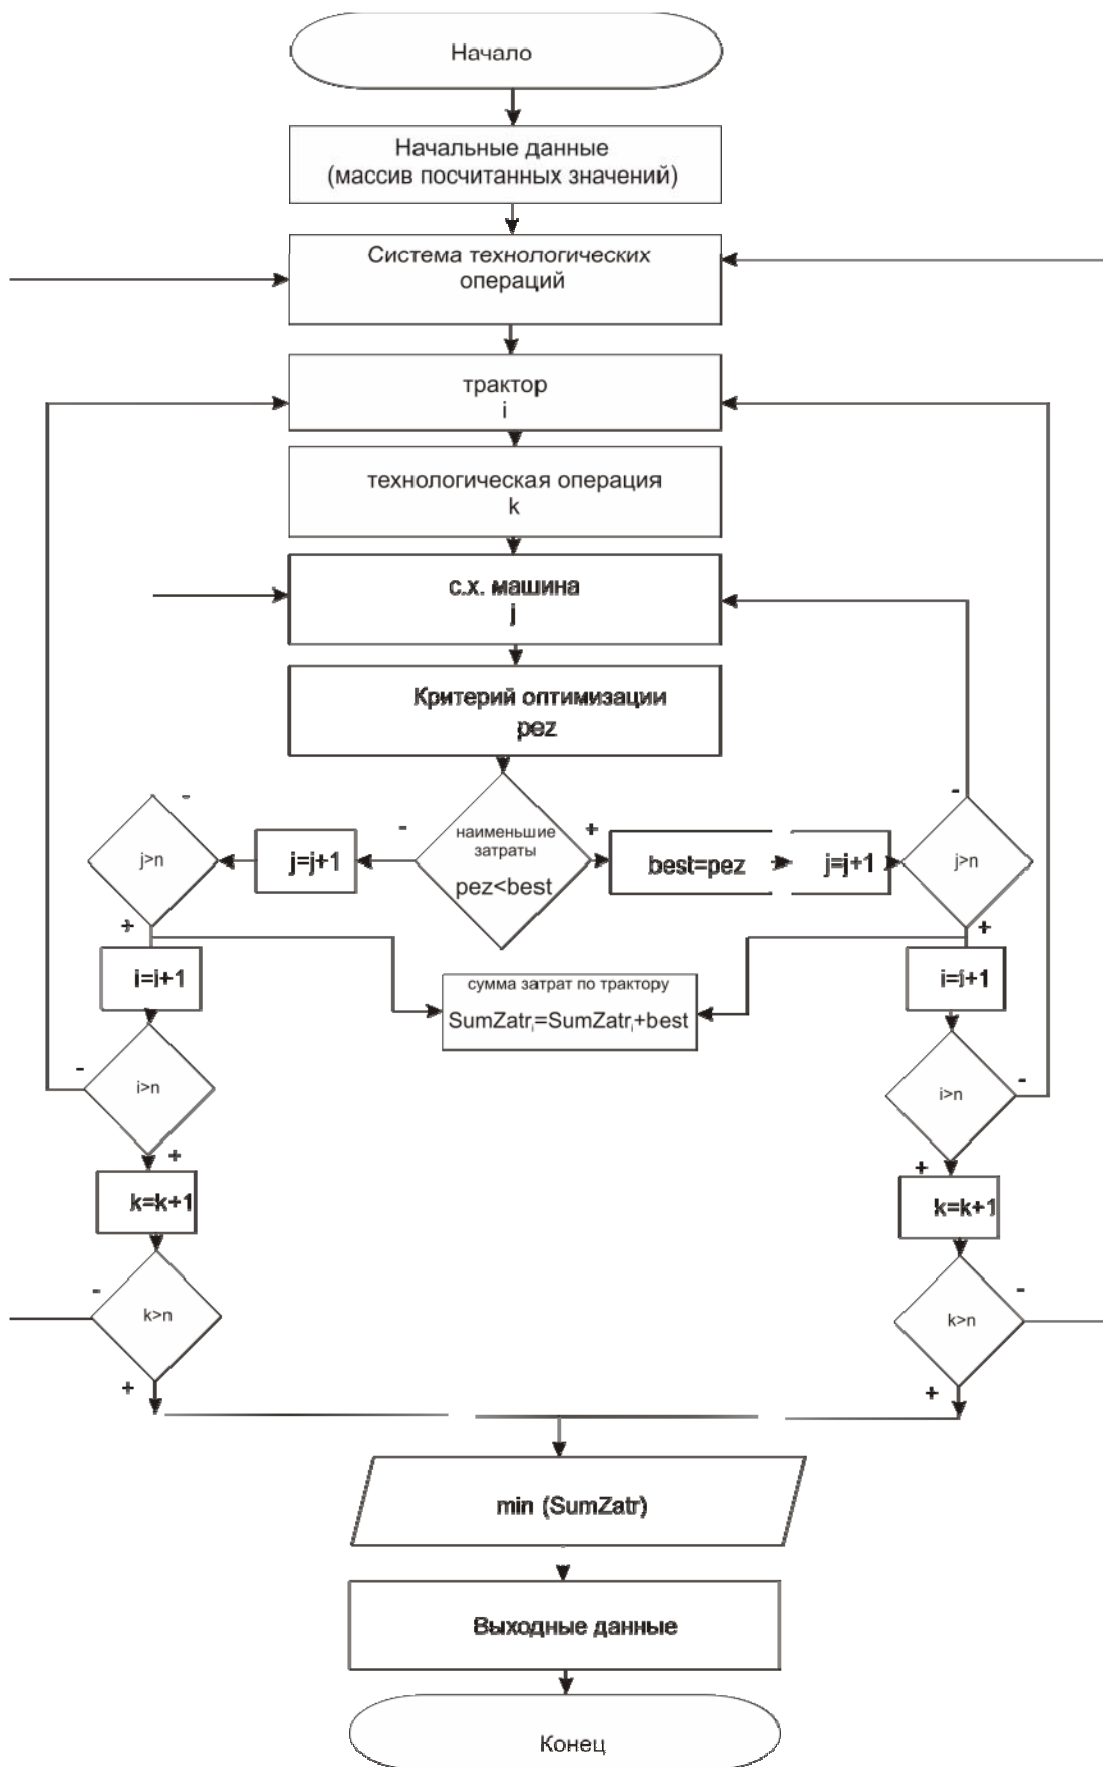 Начало
Начальные данные
(массив посчитанных значений)
Система технологических
операций
трактор
i
технологическая операция
k
с.х. машина
j
Критерий оптимизации
pez
-
-
+
-
наименьшие
затраты
pez<best
j>n
j=j+1
best=pez
j=j+1
j>n
+
+
i=i+1
сумма затрат по трактору
SumZatrᵢ=SumZatrᵢ+best
i=i+1
-
i>n
i>n
-
+
+
k=k+1
k=k+1
-
k>n
k>n
-
+
+
min (SumZatr)
Выходные данные
Конец